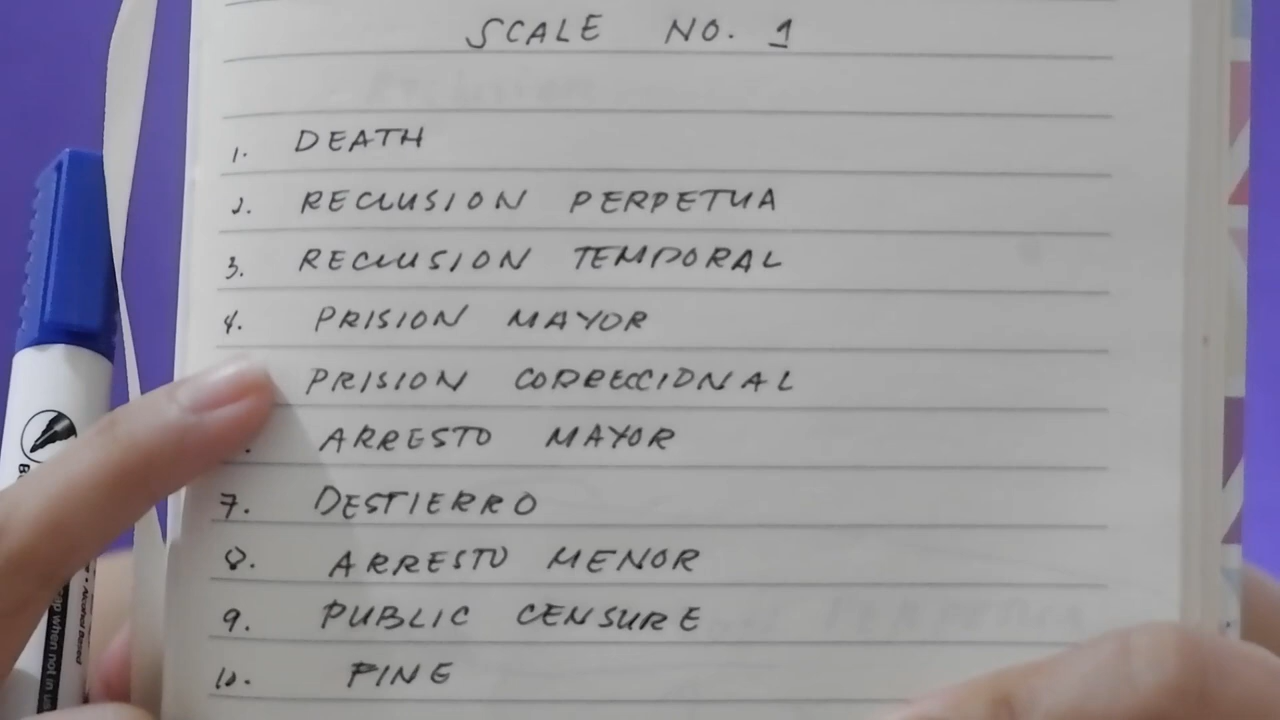 SCALE NO. 1
1. DEATH
2. RECLUSION PERPETUA
3. RECLUSION TEMPORAL
4. PRISION MAYOR
PRISION CORRECCIONAL
ARRESTO MAYOR
7. DESTIERRO
8. ARRESTO MENOR
9. PUBLIC CENSURE
10. FINE